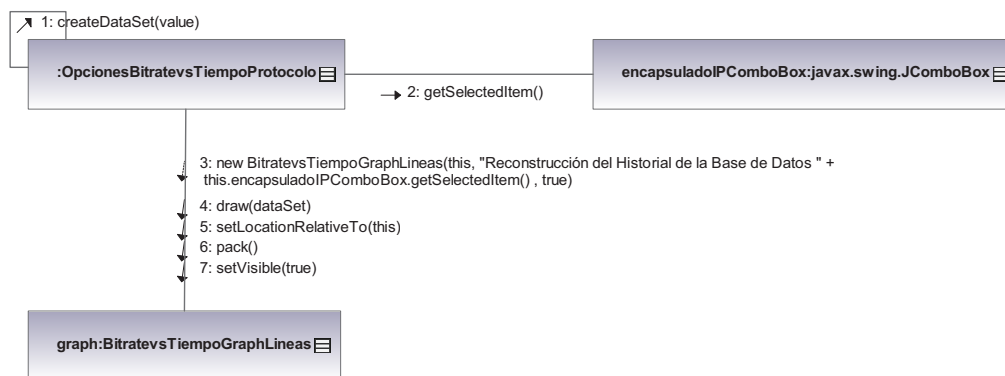 1: createDataSet(value)
:OpcionesBitratevsTiempoProtocolo
encapsuladoIPComboBox:javax.swing.JComboBox
2: getSelectedItem()
3: new BitratevsTiempoGraphLineas(this, "Reconstrucción del Historial de la Base de Datos " +
this.encapsuladoIPComboBox.getSelectedItem() , true)
4: draw(dataSet)
5: setLocationRelativeTo(this)
6: pack()
7: setVisible(true)
graph:BitratevsTiempoGraphLineas